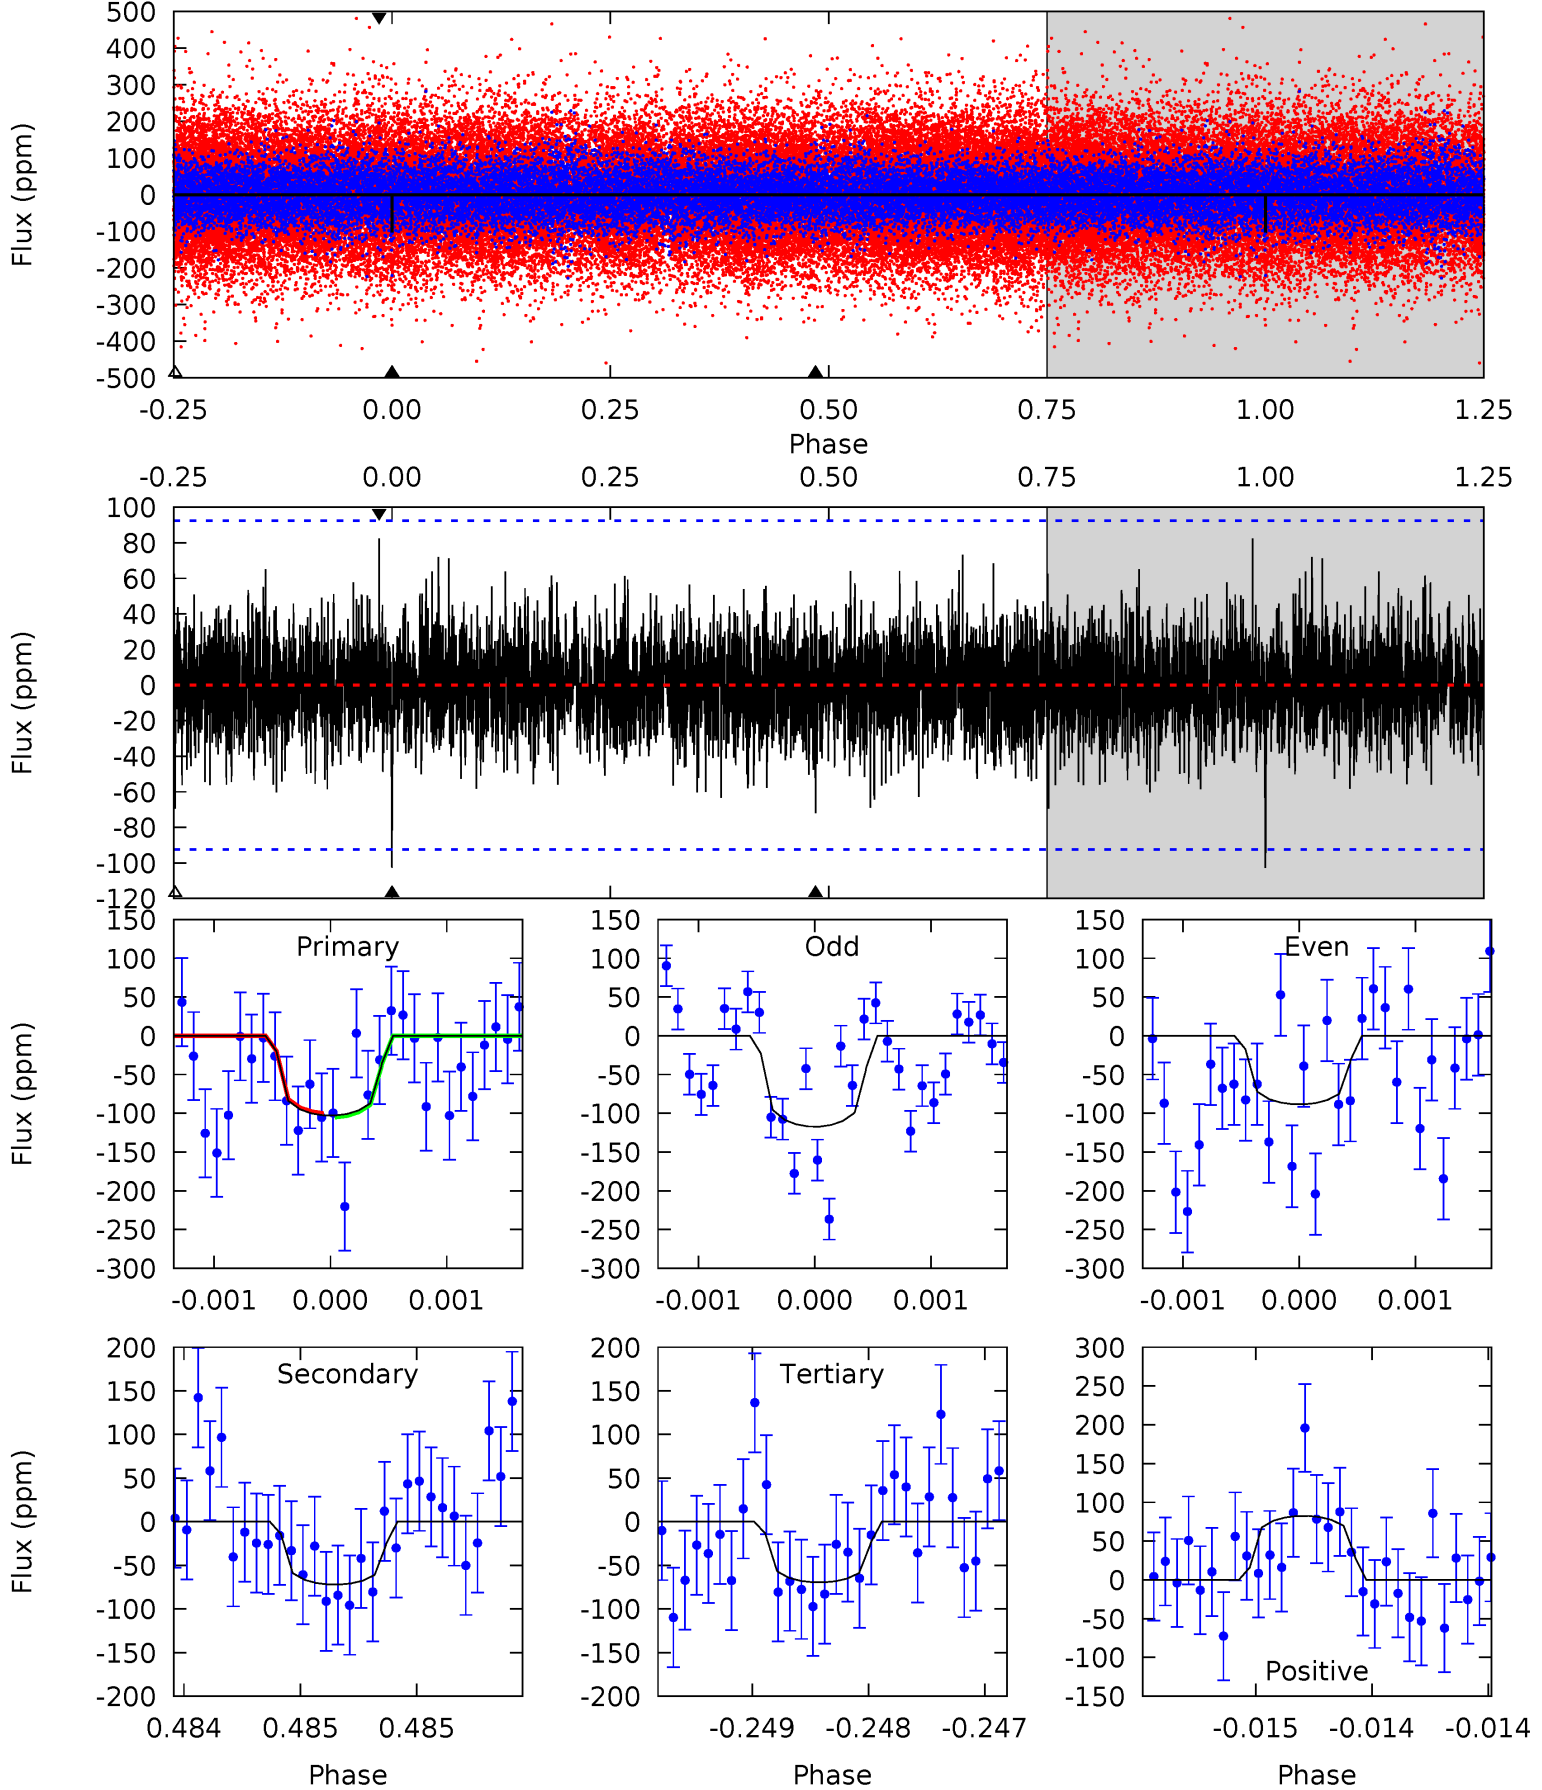 500
400
300
200
100
0
-100
-200
-300
-400
-500
Flux (ppm)
-0.25 0.00 0.25 0.50 0.75 1.00 1.25
Phase
-0.25 0.00 0.25 0.50 0.75 1.00 1.25
100
80
60
40
20
0
-20
-40
-60
-80
-100
-120
Flux (ppm)
Primary Odd Even
150 150 150
100 100 100
50 50 50
0 0 0
-50 -50 -50
-100 -100 -100
-150 -150 -150
-200 -200 -200
-250 -250 -250
-300 -300 -300
Flux (ppm)
-0.001 0.000 0.001 -0.001 0.000 0.001 -0.001 0.000 0.001
Secondary Tertiary Positive
200 200 300
150 150 250
100 100 200
50 50 150
0 0 100
-50 -50 50
-100 -100 0
-150 -150 -50
-200 -200 -100
-150
Flux (ppm)
0.484 0.485 0.485 -0.249 -0.248 -0.247 -0.015 -0.014 -0.014
Phase Phase Phase